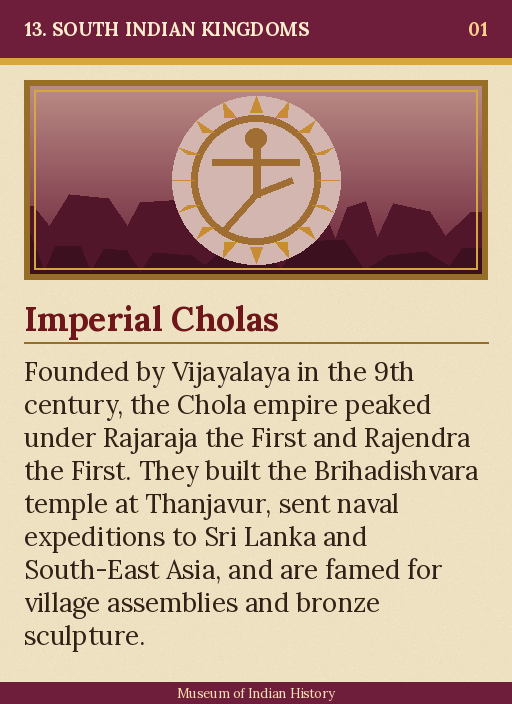 13. SOUTH INDIAN KINGDOMS
01
Imperial Cholas
Founded by Vijayalaya in the 9th
century, the Chola empire peaked
under Rajaraja the First and Rajendra
the First. They built the Brihadishvara
temple at Thanjavur, sent naval
expeditions to Sri Lanka and
South-East Asia, and are famed for
village assemblies and bronze
sculpture.
Museum of Indian History